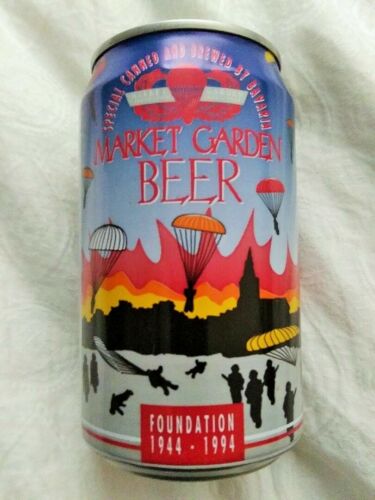 SPECIAL CANNED AND BREWED BY BAVARIA
MARKET GARDEN
BEER
FOUNDATION
1944 · 1994